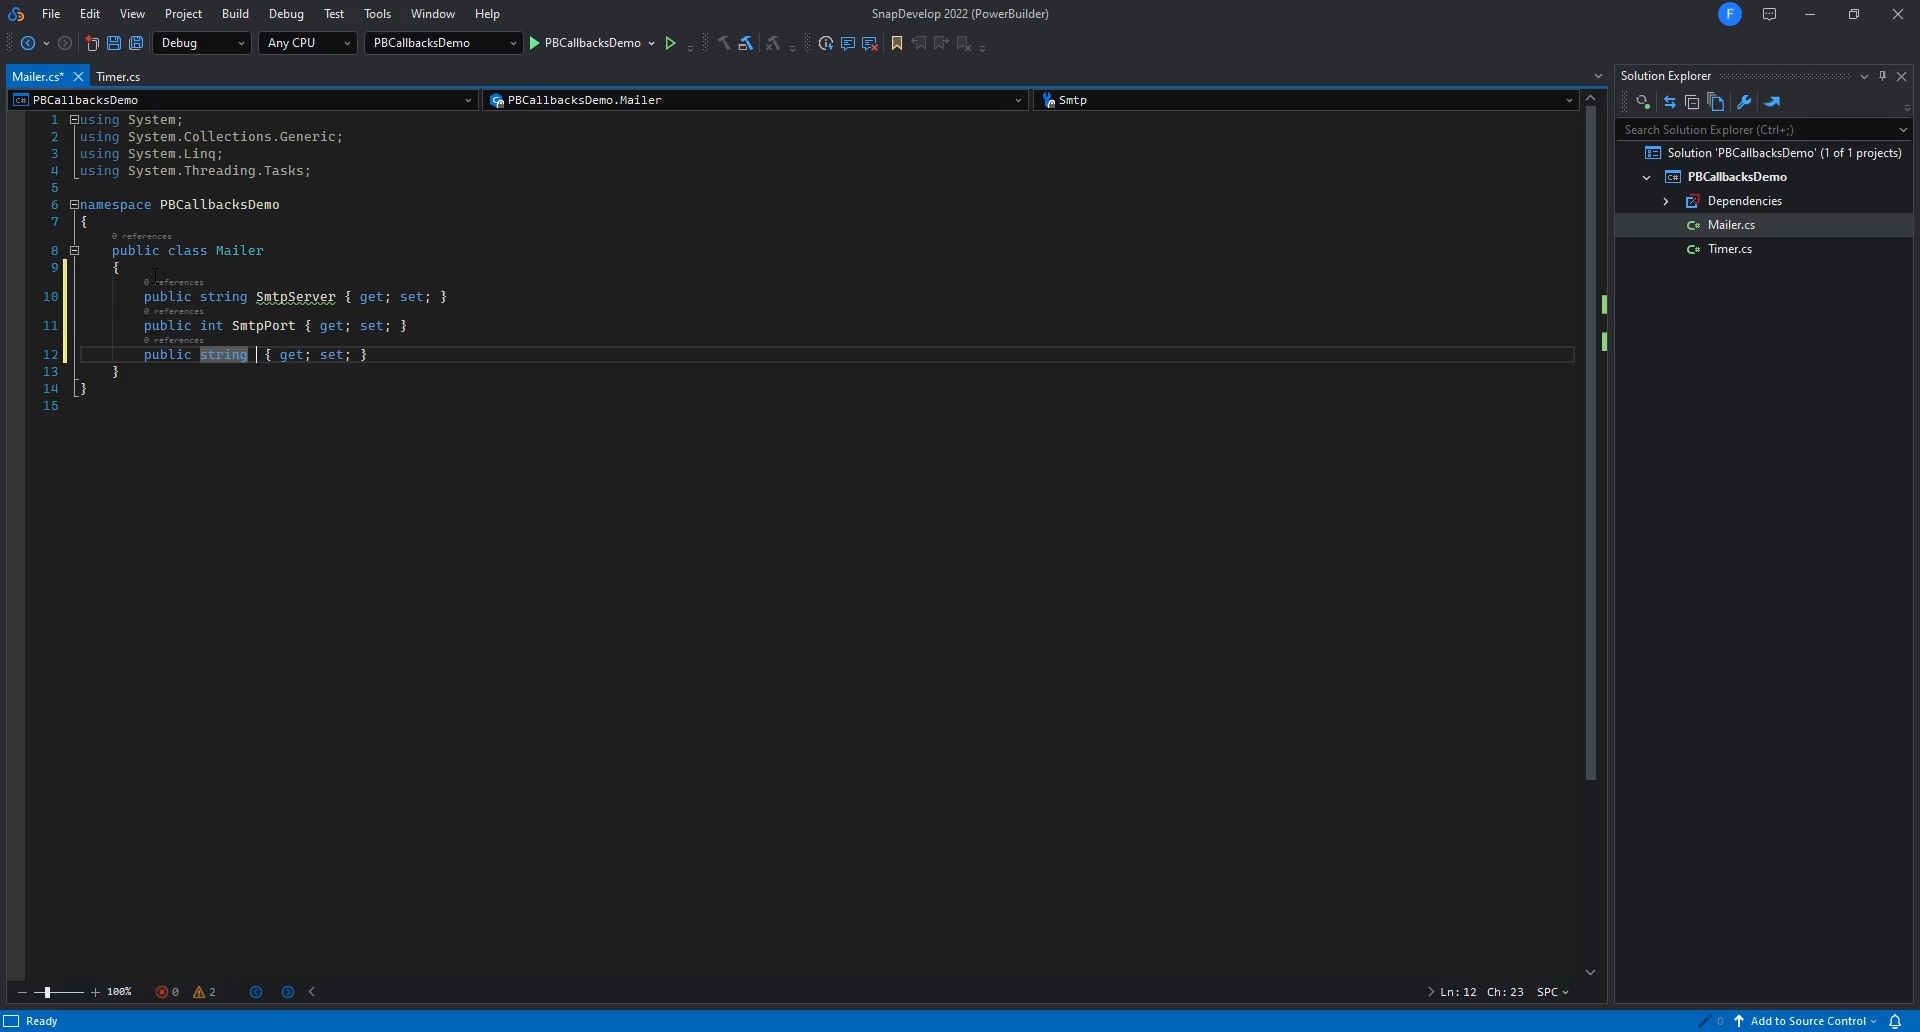 File Edit View Project Build Debug Test Tools Window Help
SnapDevelop 2022 (PowerBuilder)
F
Debug
Any CPU
PBCallbacksDemo
PBCallbacksDemo
Mailer.cs*
Timer.cs
C# PBCallbacksDemo
PBCallbacksDemo.Mailer
Smtp
1 using System;
2 using System.Collections.Generic;
3 using System.Linq;
4 using System.Threading.Tasks;
5
6 namespace PBCallbacksDemo
7 {
0 references
8 public class Mailer
9 {
0 references
10 public string SmtpServer { get; set; }
0 references
11 public int SmtpPort { get; set; }
0 references
12 public string { get; set; }
13 }
14 }
15
100%
0
2
Ln: 12 Ch: 23 SPC
Solution Explorer
Search Solution Explorer (Ctrl+;)
Solution 'PBCallbacksDemo' (1 of 1 projects)
C# PBCallbacksDemo
Dependencies
C# Mailer.cs
C# Timer.cs
Ready
0
Add to Source Control